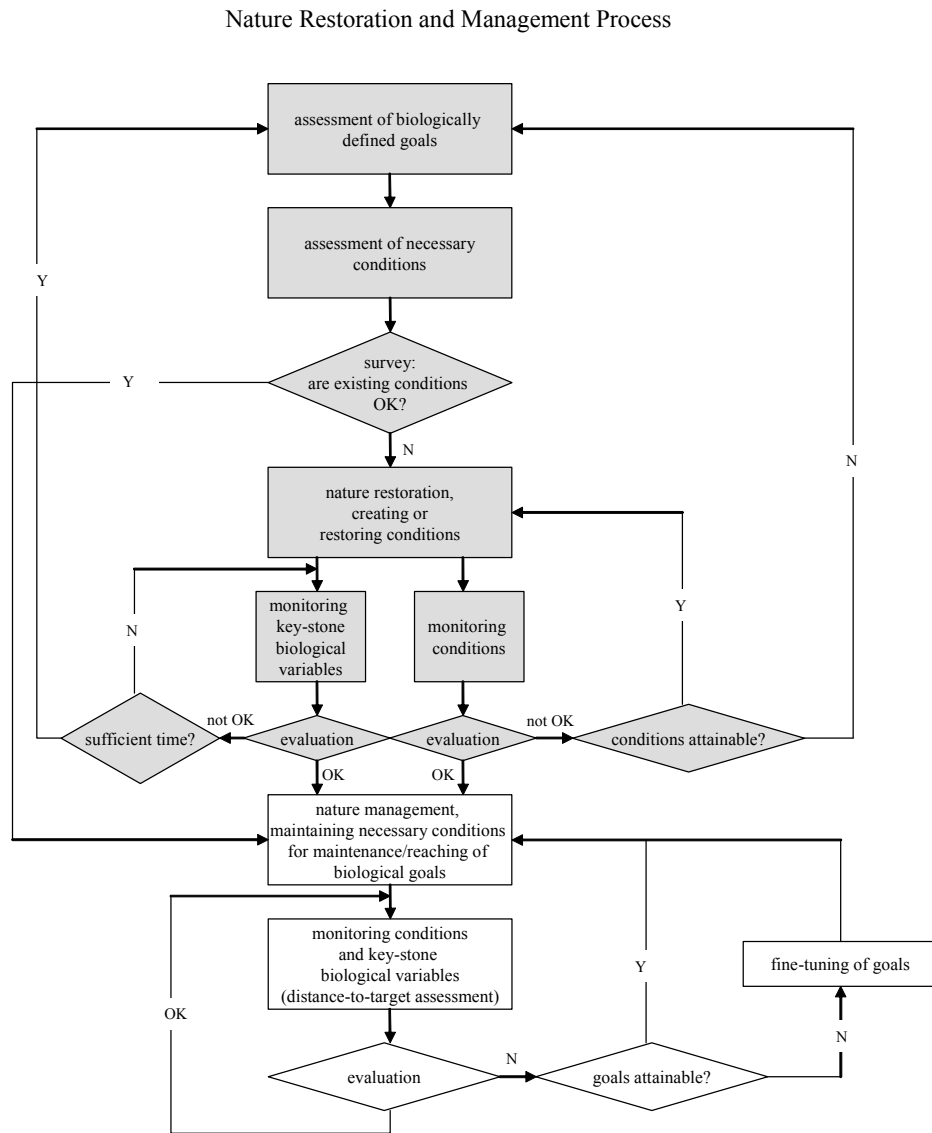 Nature Restoration and Management Process
assessment of biologically
defined goals
assessment of necessary
conditions
Y
survey:
are existing conditions
OK?
Y
N
N
nature restoration,
creating or
restoring conditions
monitoring
key-stone
biological
variables
monitoring
conditions
N
Y
sufficient time?
not OK
evaluation
evaluation
not OK
conditions attainable?
OK
OK
nature management,
maintaining necessary conditions
for maintenance/reaching of
biological goals
monitoring conditions
and key-stone
biological variables
(distance-to-target assessment)
Y
fine-tuning of goals
OK
N
evaluation
N
goals attainable?